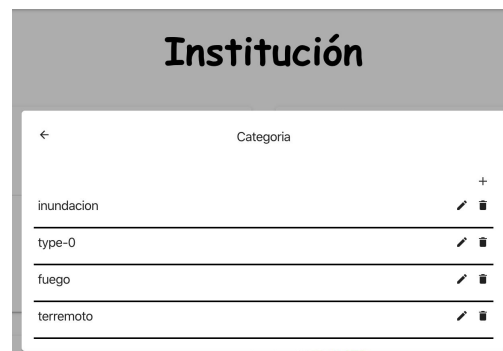 Institución
Categoria
inundacion
type-0
fuego
terremoto